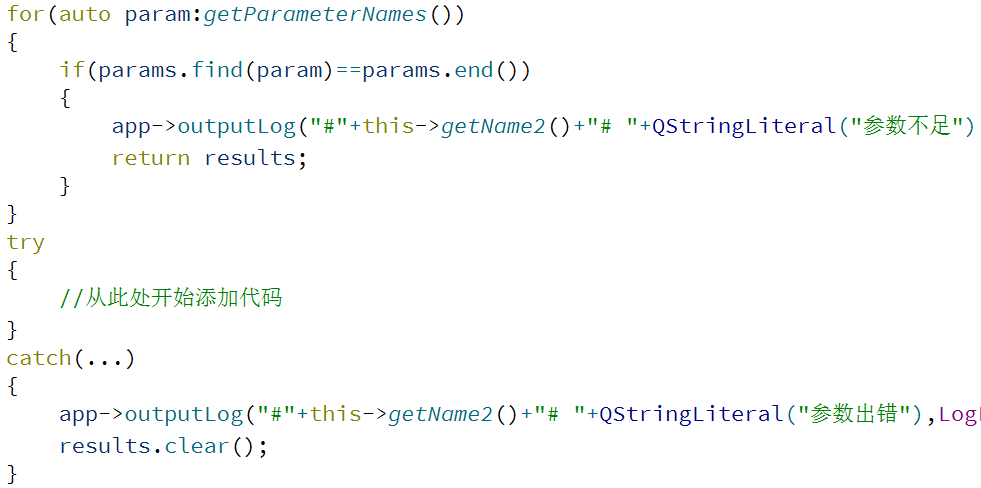 for(auto param:getParameterNames())
{
    if(params.find(param)==params.end())
    {
        app->outputLog("#"+this->getName2()+"# "+QStringLiteral("参数不足")
        return results;
    }
}
try
{
    //从此处开始添加代码
}
catch(...)
{
    app->outputLog("#"+this->getName2()+"# "+QStringLiteral("参数出错"),Log
    results.clear();
}